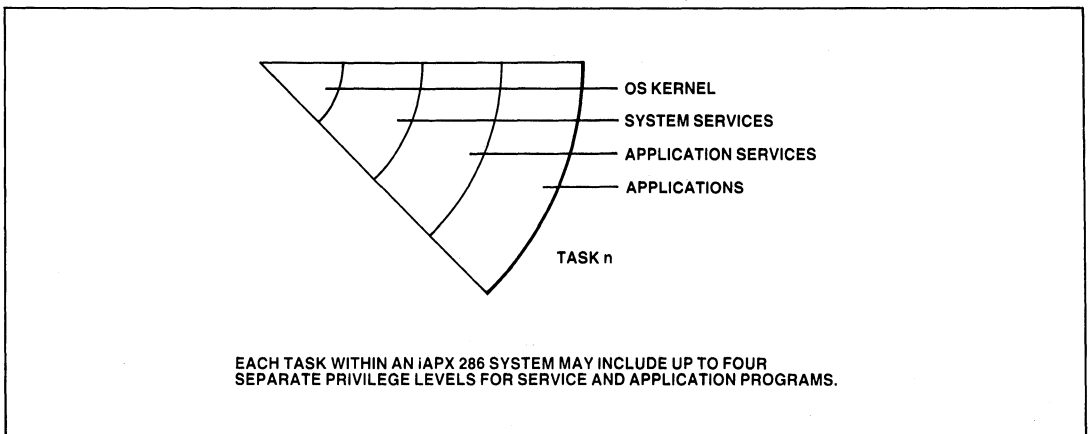 OS KERNEL
SYSTEM SERVICES
APPLICATION SERVICES
APPLICATIONS
TASK n
EACH TASK WITHIN AN iAPX 286 SYSTEM MAY INCLUDE UP TO FOUR
SEPARATE PRIVILEGE LEVELS FOR SERVICE AND APPLICATION PROGRAMS.